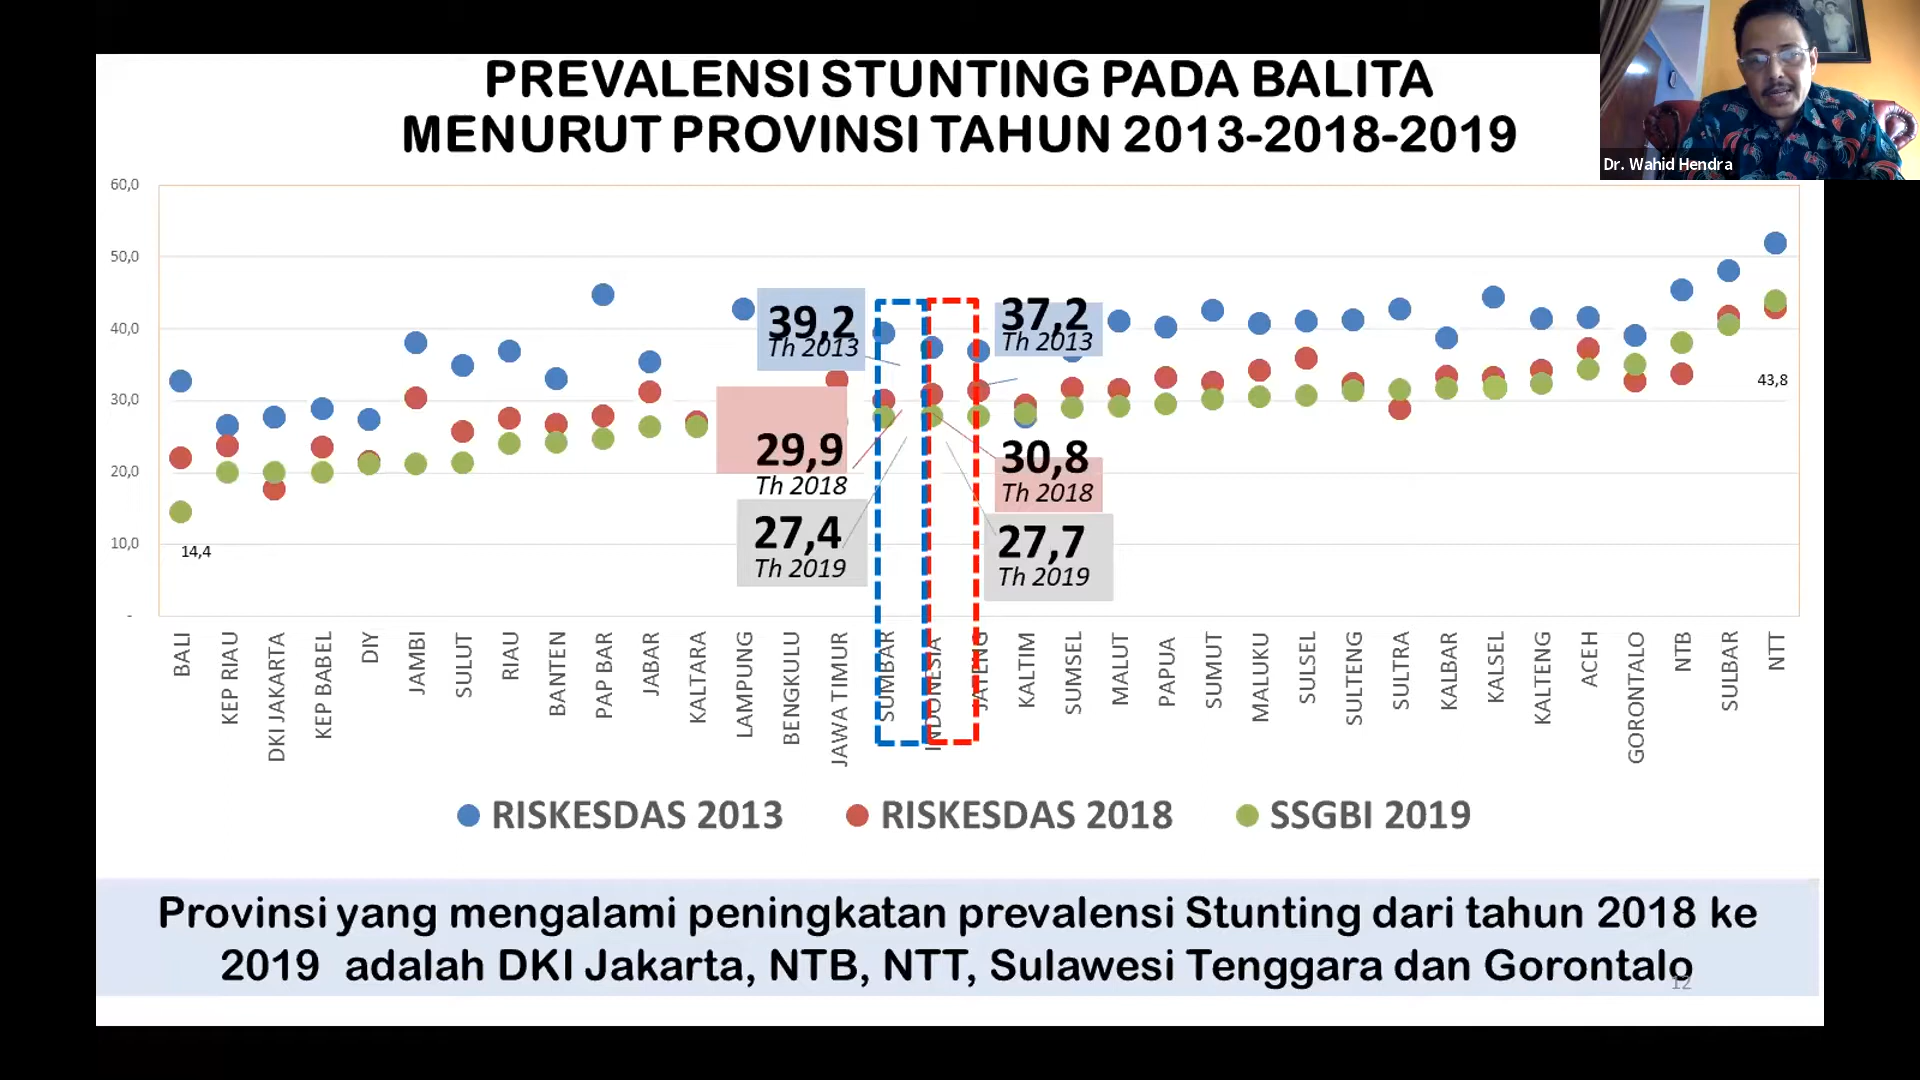 PREVALENSI STUNTING PADA BALITA
MENURUT PROVINSI TAHUN 2013-2018-2019
Dr. Wahid Hendra
60,0
50,0
40,0
30,0
20,0
10,0
-
39,2
Th 2013
37,2
Th 2013
29,9
Th 2018
30,8
Th 2018
27,4
Th 2019
27,7
Th 2019
14,4
43,8
BALI
KEP RIAU
DKI JAKARTA
KEP BABEL
DIY
JAMBI
SULUT
RIAU
BANTEN
PAP BAR
JABAR
KALTARA
LAMPUNG
BENGKULU
JAWA TIMUR
SUMBAR
INDONESIA
JATENG
KALTIM
SUMSEL
MALUT
PAPUA
SUMUT
MALUKU
SULSEL
SULTENG
SULTRA
KALBAR
KALSEL
KALTENG
ACEH
GORONTALO
NTB
SULBAR
NTT
RISKESDAS 2013
RISKESDAS 2018
SSGBI 2019
Provinsi yang mengalami peningkatan prevalensi Stunting dari tahun 2018 ke
2019 adalah DKI Jakarta, NTB, NTT, Sulawesi Tenggara dan Gorontalo
12